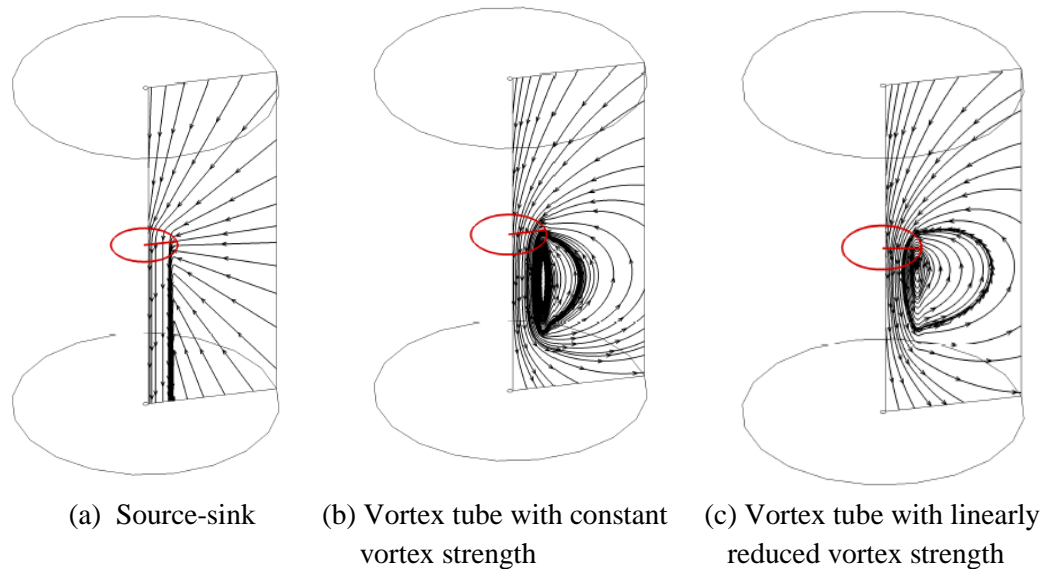 (a) Source-sink
(b) Vortex tube with constant
vortex strength
(c) Vortex tube with linearly
reduced vortex strength